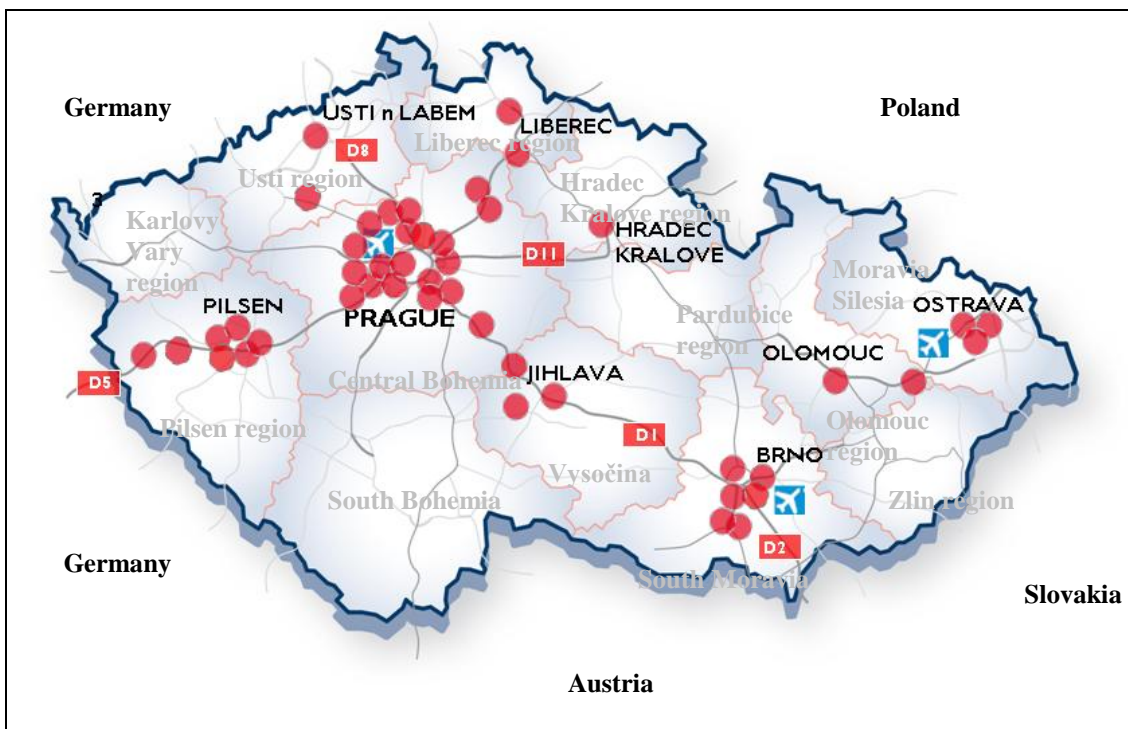 Germany
Poland
USTI n LABEM
LIBEREC
D8
Liberec region
Usti region
Hradec
Kralove region
3
Karlovy
Vary
region
HRADEC
KRALOVE
D11
Moravia
Silesia
PILSEN
OSTRAVA
PRAGUE
Pardubice
region
OLOMOUC
D5
Central Bohemia
JIHLAVA
Pilsen region
Olomouc
region
D1
BRNO
Vysočina
South Bohemia
Zlin region
D2
Germany
South Moravia
Slovakia
Austria